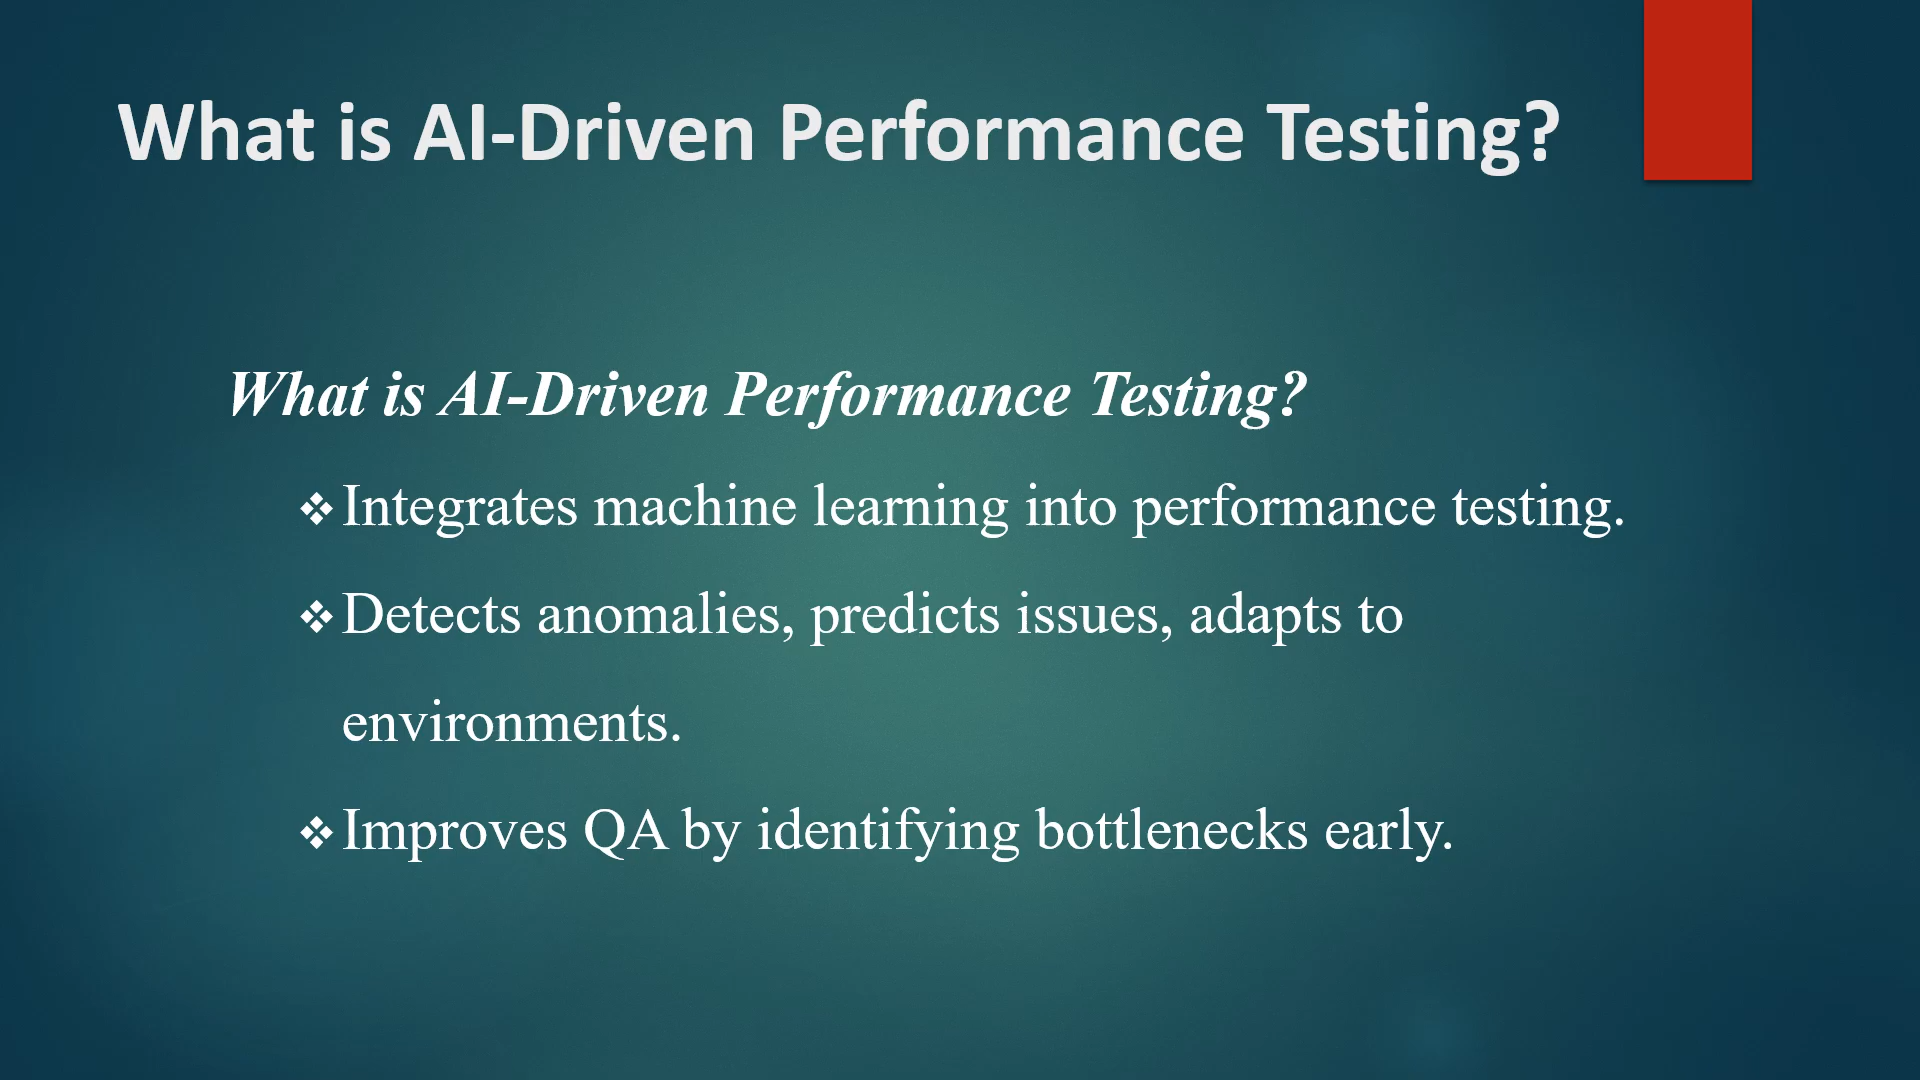 What is AI-Driven Performance Testing?
What is AI-Driven Performance Testing?
❖ Integrates machine learning into performance testing.
❖ Detects anomalies, predicts issues, adapts to
environments.
❖ Improves QA by identifying bottlenecks early.